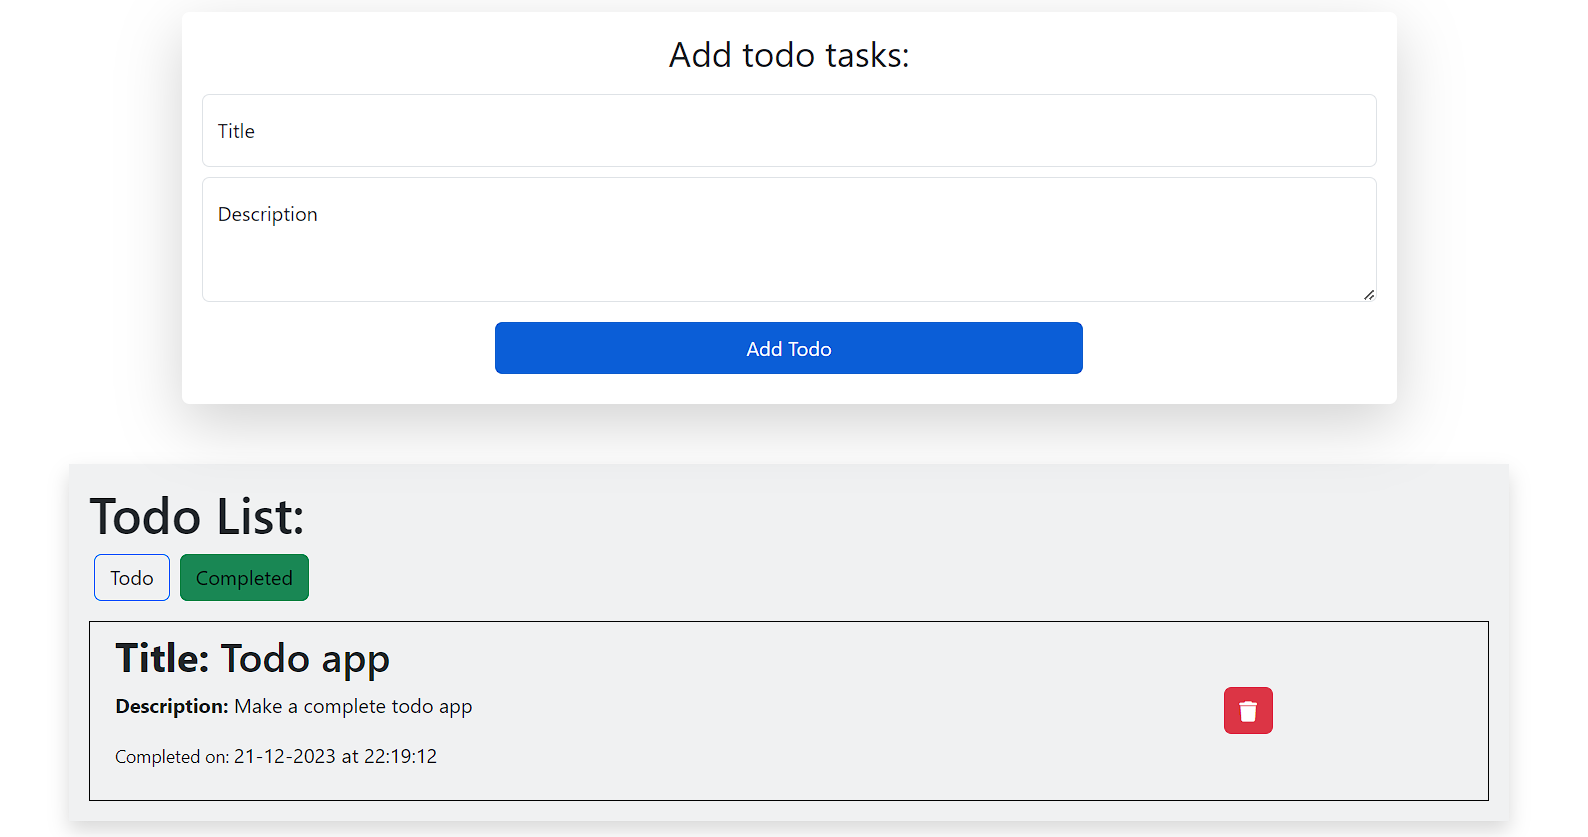 Add todo tasks:
Title
Description
Add Todo
Todo List:
Todo Completed
Title: Todo app
Description: Make a complete todo app
Completed on: 21-12-2023 at 22:19:12